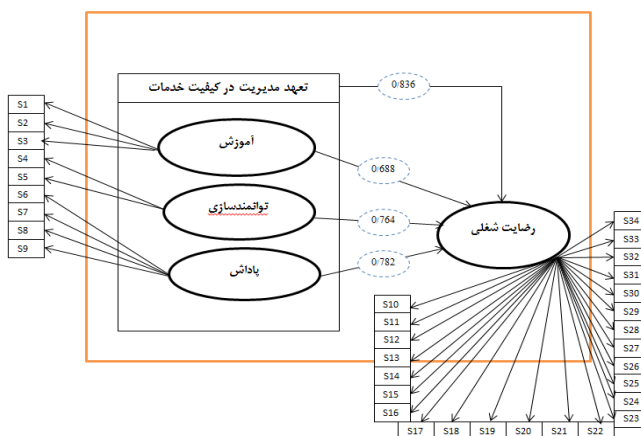 تعهد مدیریت در کیفیت خدمات
0/836
S1
S2
S3
S4
S5
S6
S7
S8
S9
آموزش
0/688
توانمندسازی
0/764
پاداش
0/782
رضایت شغلی
S34
S33
S32
S31
S30
S29
S28
S27
S26
S25
S24
S23
S10
S11
S12
S13
S14
S15
S16
S17 S18 S19 S20 S21 S22